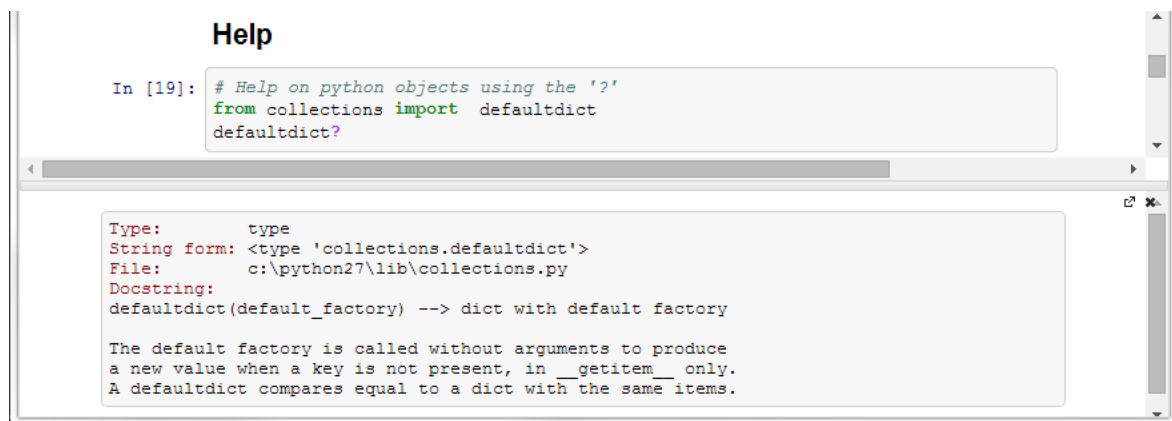 Help
In [19]: # Help on python objects using the '?'
from collections import  defaultdict
defaultdict?
Type:        type
String form: <type 'collections.defaultdict'>
File:        c:\python27\lib\collections.py
Docstring:
defaultdict(default_factory) --> dict with default factory
The default factory is called without arguments to produce
a new value when a key is not present, in __getitem__ only.
A defaultdict compares equal to a dict with the same items.